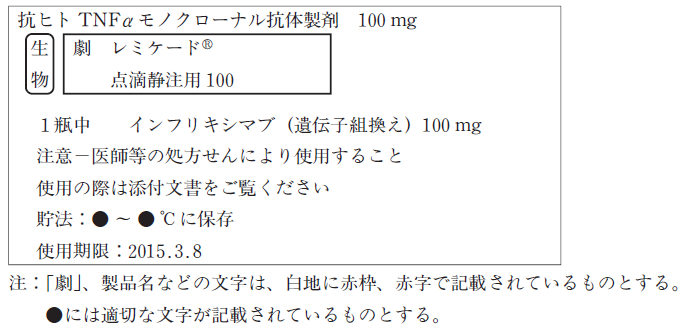 抗ヒト TNFα モノクローナル抗体製剤　100 mg
生物
劇　レミケード®
点滴静注用 100
１瓶中　　インフリキシマブ（遺伝子組換え）100 mg
注意－医師等の処方せんにより使用すること
使用の際は添付文書をご覧ください
貯法：● ～ ● ℃ に保存
使用期限：2015.3.8
注：「劇」、製品名などの文字は、白地に赤枠、赤字で記載されているものとする。
●には適切な文字が記載されているものとする。